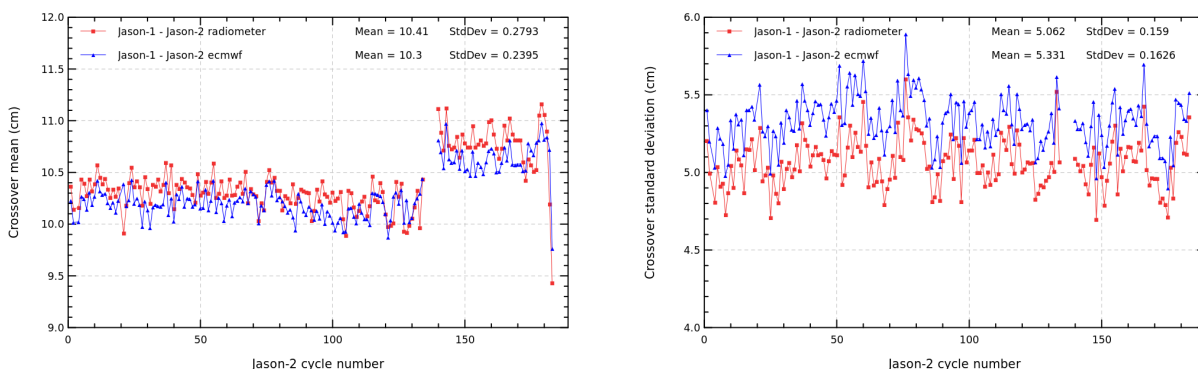 12.0
11.5
11.0
10.5
10.0
9.5
9.0
Crossover mean (cm)
Jason-1 - Jason-2 radiometer Mean = 10.41 StdDev = 0.2793
Jason-1 - Jason-2 ecmwf Mean = 10.3 StdDev = 0.2395
0 50 100 150
Jason-2 cycle number
6.0
5.5
5.0
4.5
4.0
Crossover standard deviation (cm)
Jason-1 - Jason-2 radiometer Mean = 5.062 StdDev = 0.159
Jason-1 - Jason-2 ecmwf Mean = 5.331 StdDev = 0.1626
0 50 100 150
Jason-2 cycle number